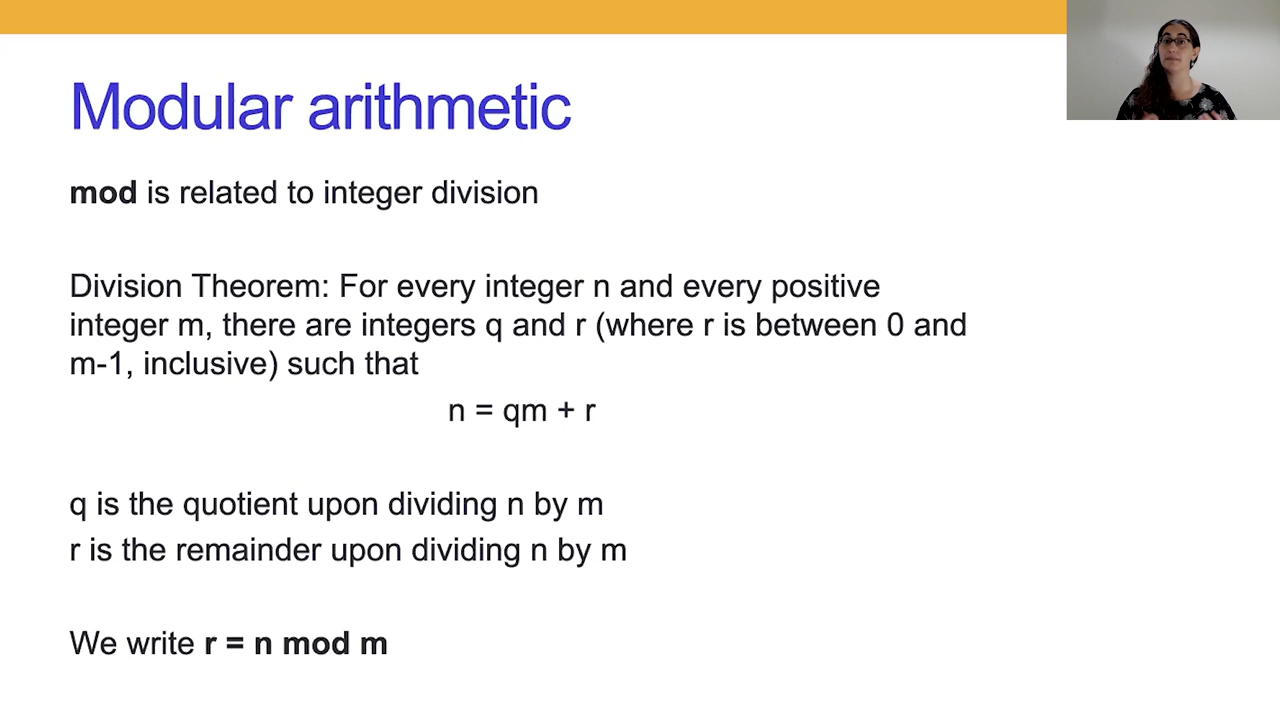 Modular arithmetic
mod is related to integer division
Division Theorem: For every integer n and every positive
integer m, there are integers q and r (where r is between 0 and
m-1, inclusive) such that
n = qm + r
q is the quotient upon dividing n by m
r is the remainder upon dividing n by m
We write r = n mod m